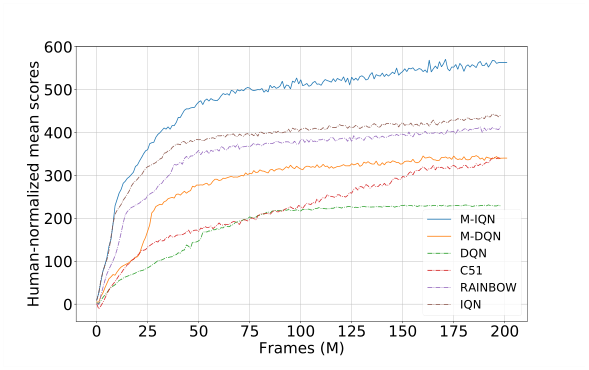 Human-normalized mean scores
600
500
400
300
200
100
0
0 25 50 75 100 125 150 175 200
Frames (M)
M-IQN
M-DQN
DQN
C51
RAINBOW
IQN